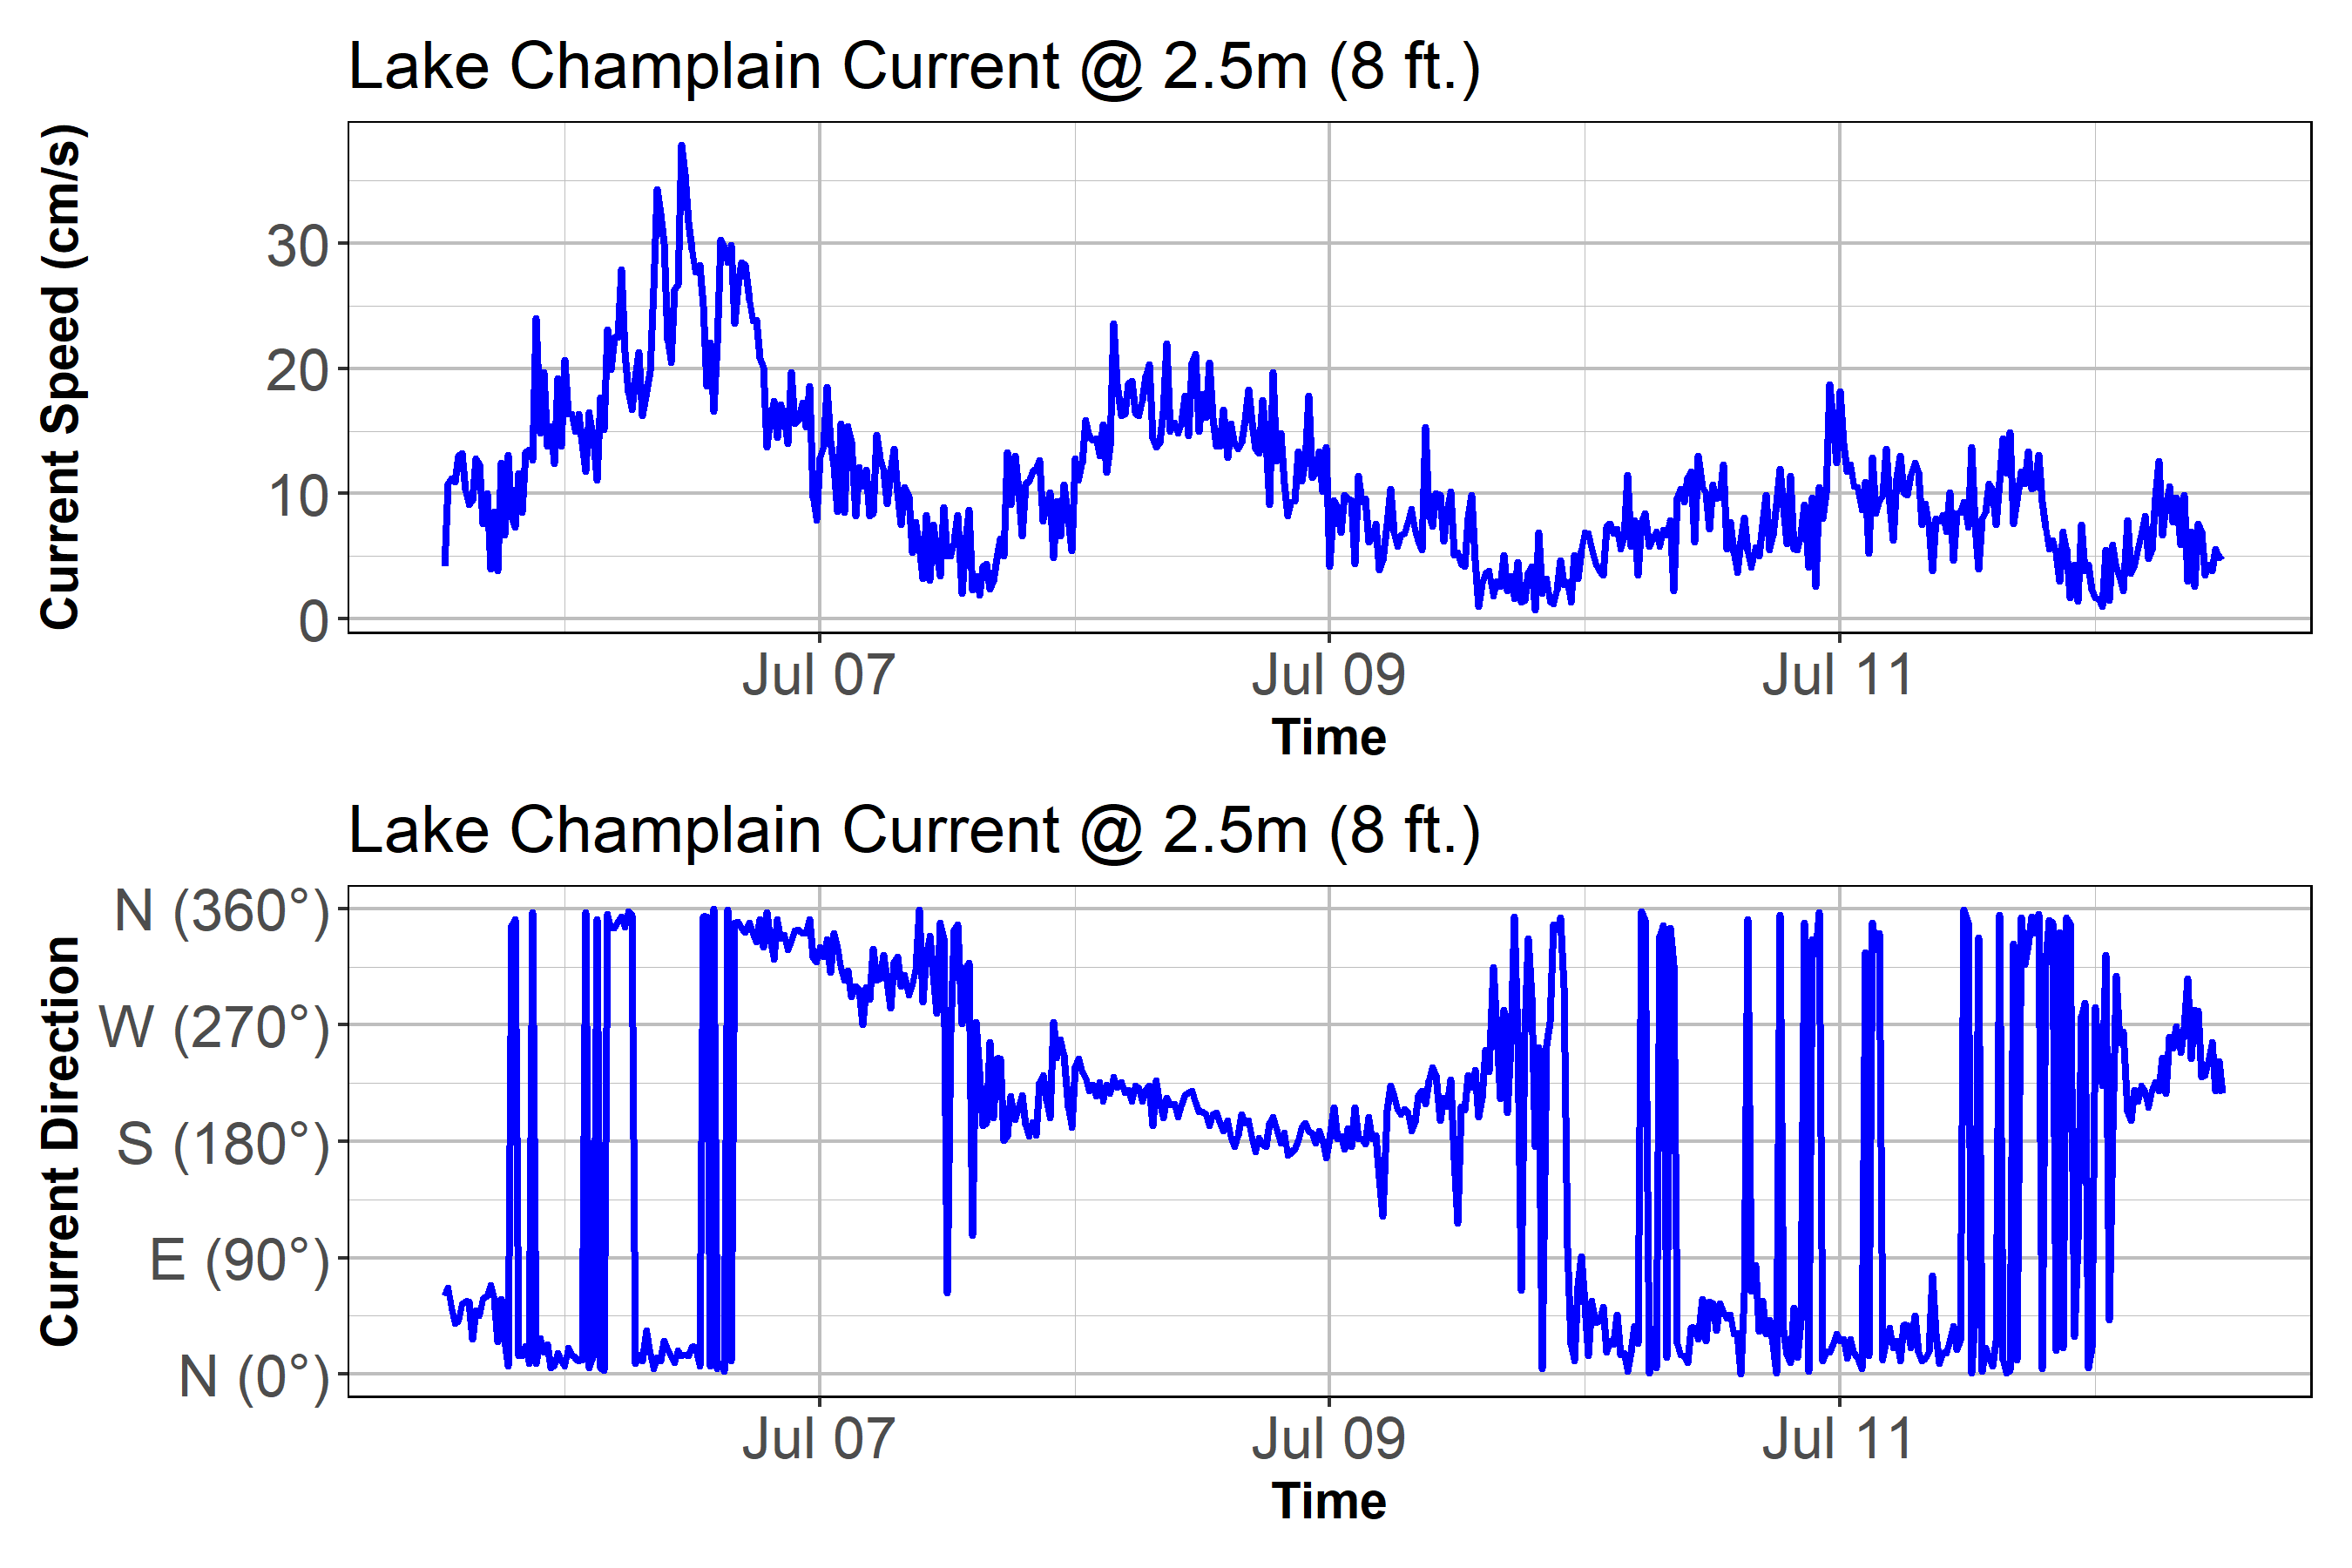 Lake Champlain Current @ 2.5m (8 ft.)
Current Speed (cm/s)
30
20
10
0
Jul 07 Jul 09 Jul 11
Time
Lake Champlain Current @ 2.5m (8 ft.)
Current Direction
N (360°)
W (270°)
S (180°)
E (90°)
N (0°)
Jul 07 Jul 09 Jul 11
Time